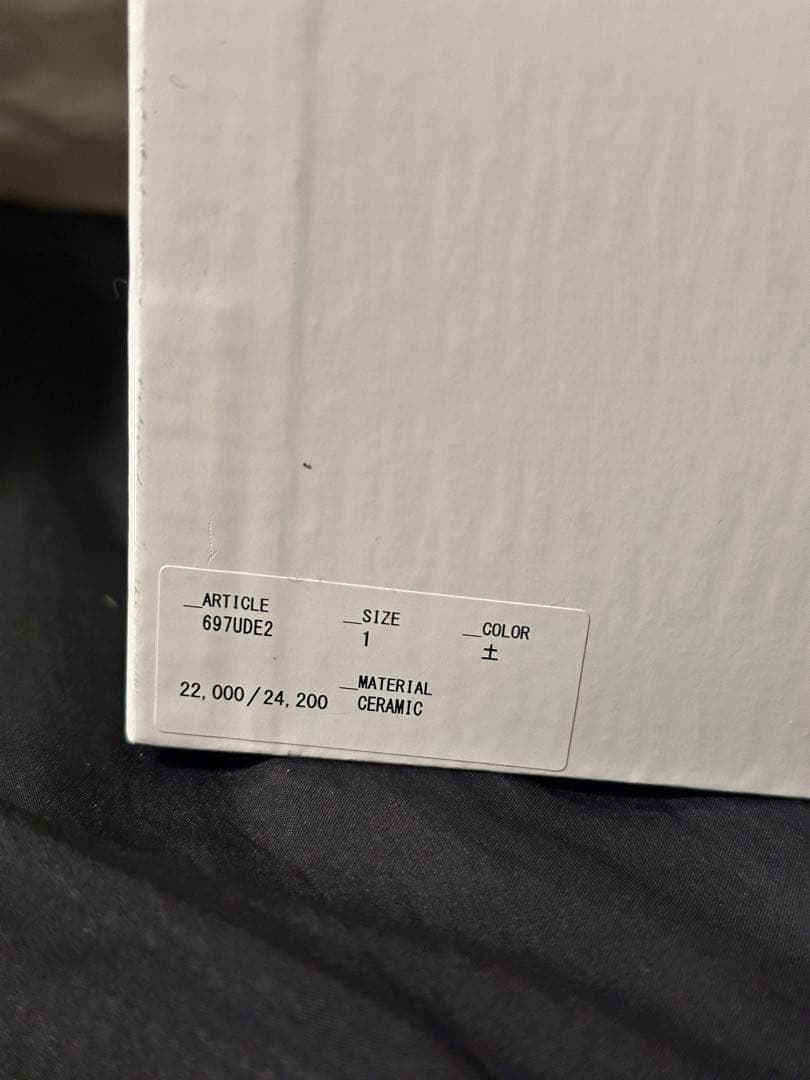 __ARTICLE
697UDE2
__SIZE
1
__COLOR
土
22,000/24,200
__MATERIAL
CERAMIC